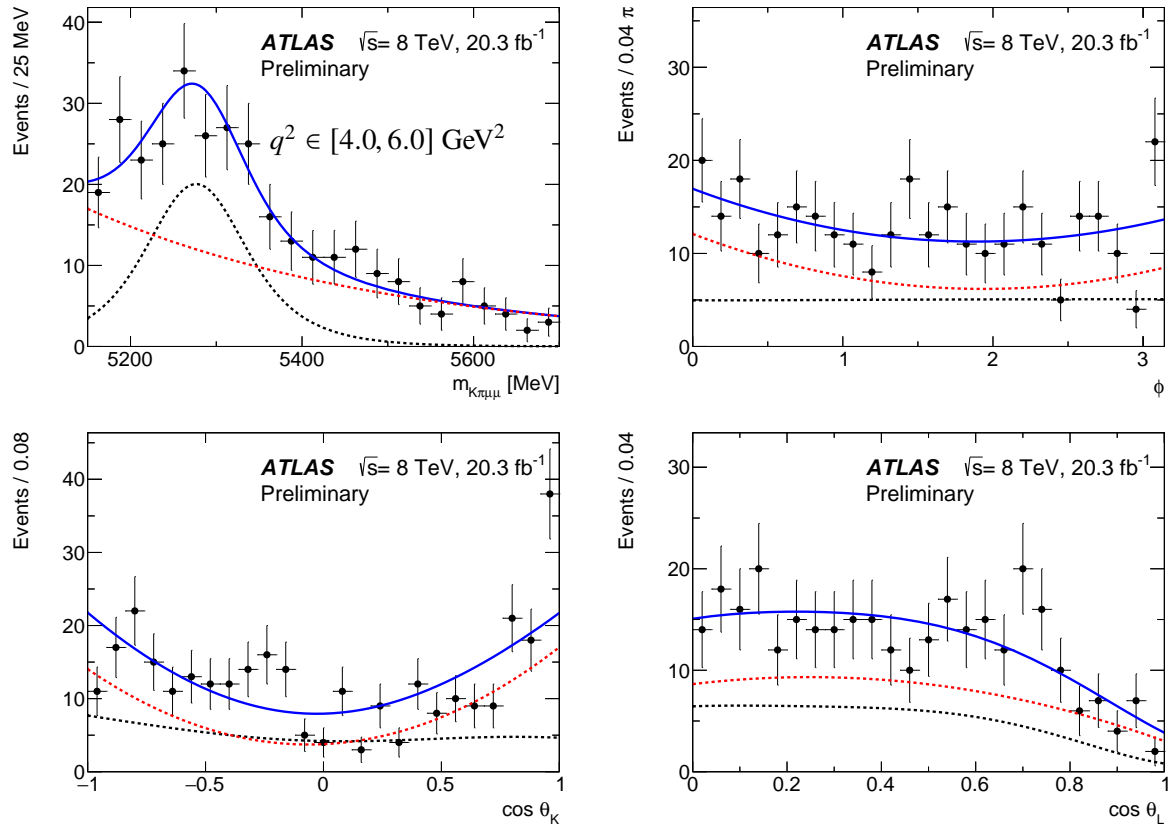 Events / 25 MeV
40
30
20
10
0
ATLAS √s= 8 TeV, 20.3 fb⁻¹
Preliminary
q² ∈ [4.0, 6.0] GeV²
5200 5400 5600
m_Kπμμ [MeV]
Events / 0.04 π
30
20
10
0
ATLAS √s= 8 TeV, 20.3 fb⁻¹
Preliminary
0 1 2 3
ϕ
Events / 0.08
40
30
20
10
0
ATLAS √s= 8 TeV, 20.3 fb⁻¹
Preliminary
−1 −0.5 0 0.5 1
cos θ_K
Events / 0.04
30
20
10
0
ATLAS √s= 8 TeV, 20.3 fb⁻¹
Preliminary
0 0.2 0.4 0.6 0.8 1
cos θ_L